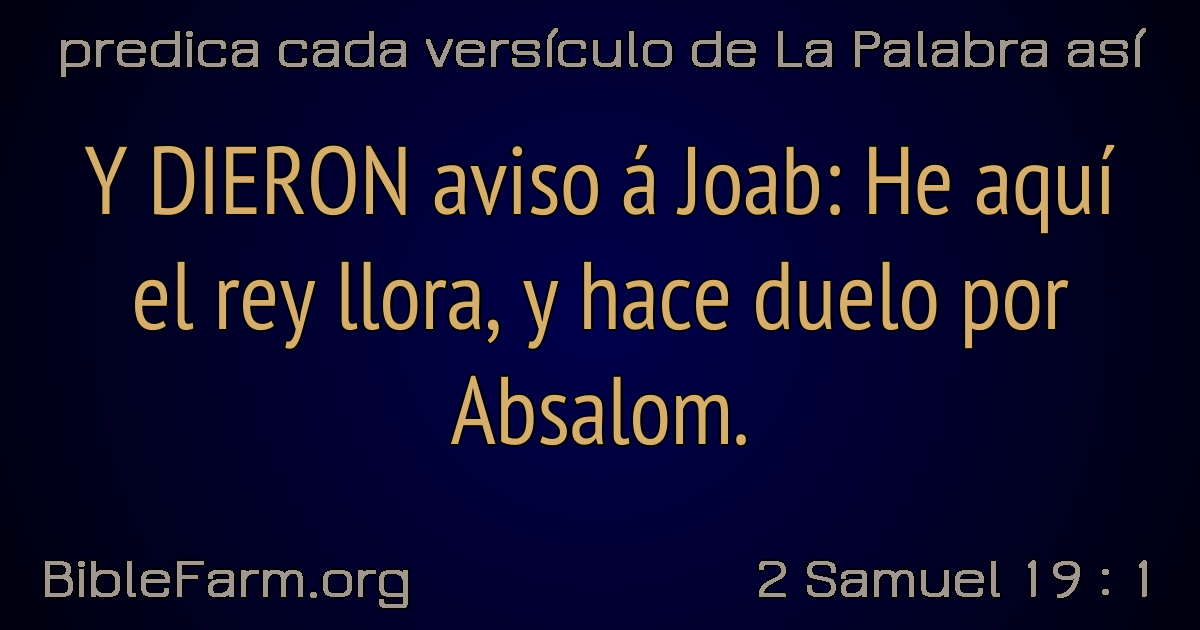 predica cada versículo de La Palabra así
Y DIERON aviso á Joab: He aquí
el rey llora, y hace duelo por
Absalom.
BibleFarm.org
2 Samuel 19 : 1